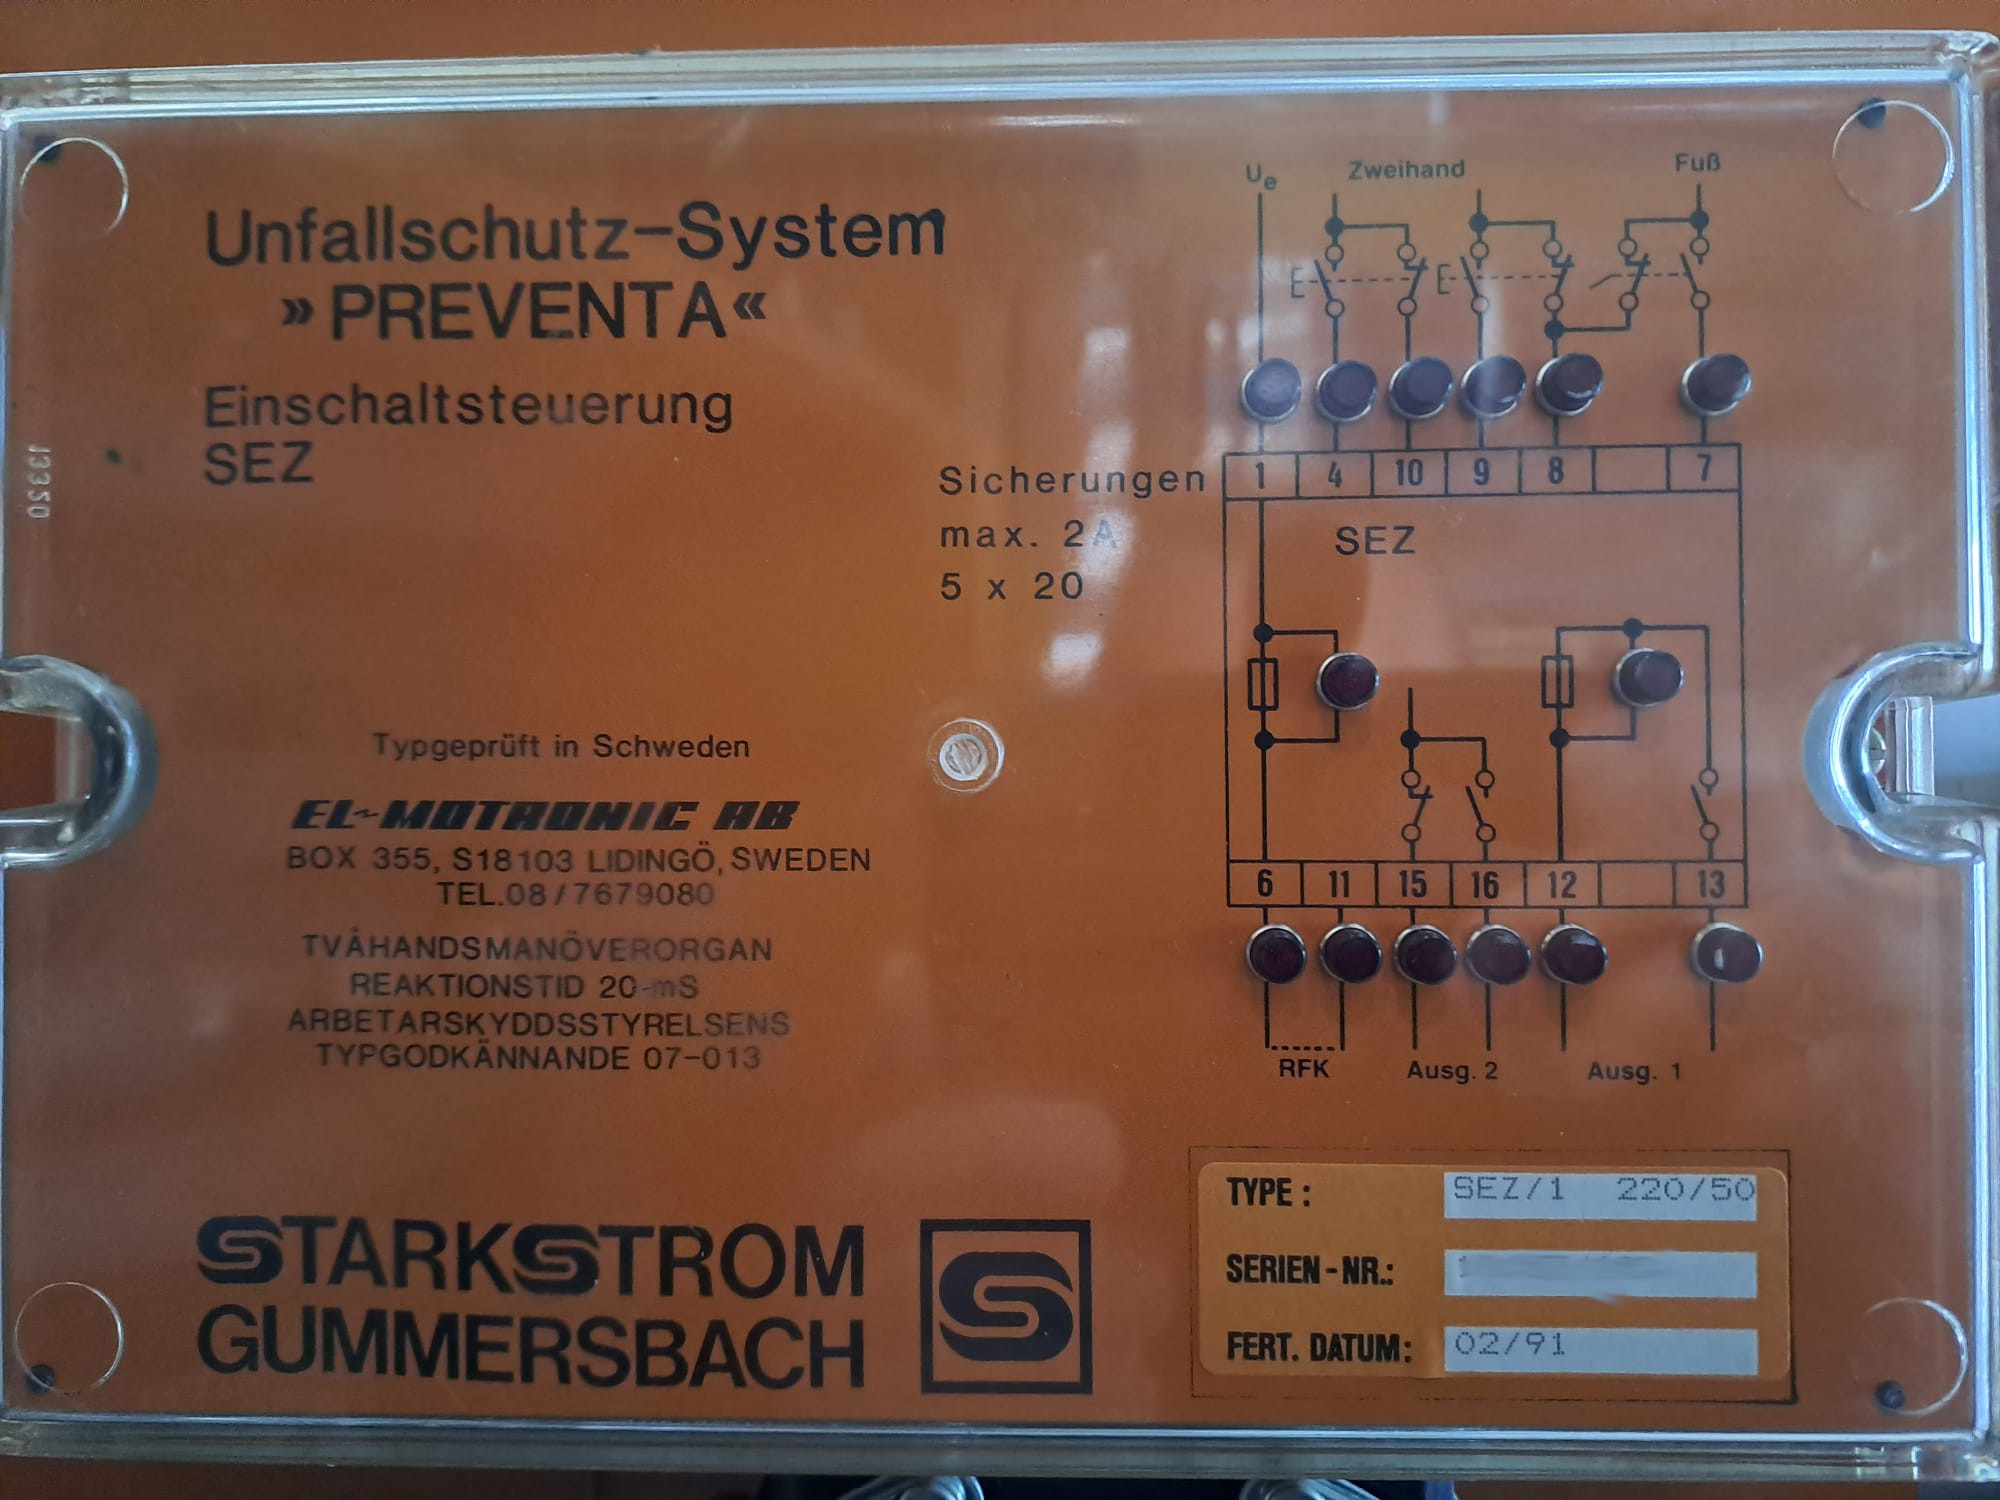 Unfallschutz-System
»PREVENTA«
Einschaltsteuerung
SEZ
13320
Ue Zweihand Fuß
Sicherungen
max. 2A
5 x 20
1 4 10 9 8 7
SEZ
6 11 15 16 12 13
RFK Ausg. 2 Ausg. 1
Typgeprüft in Schweden
EL~MOTRONIC AB
BOX 355, S18103 LIDINGÖ, SWEDEN
TEL.08/7679080
TVÅHANDSMANÖVERORGAN
REAKTIONSTID 20-mS
ARBETARSKYDDSSTYRELSENS
TYPGODKÄNNANDE 07-013
STARKSTROM
GUMMERSBACH
S
TYPE: SEZ/1 220/50
SERIEN-NR.:
FERT. DATUM: 02/91